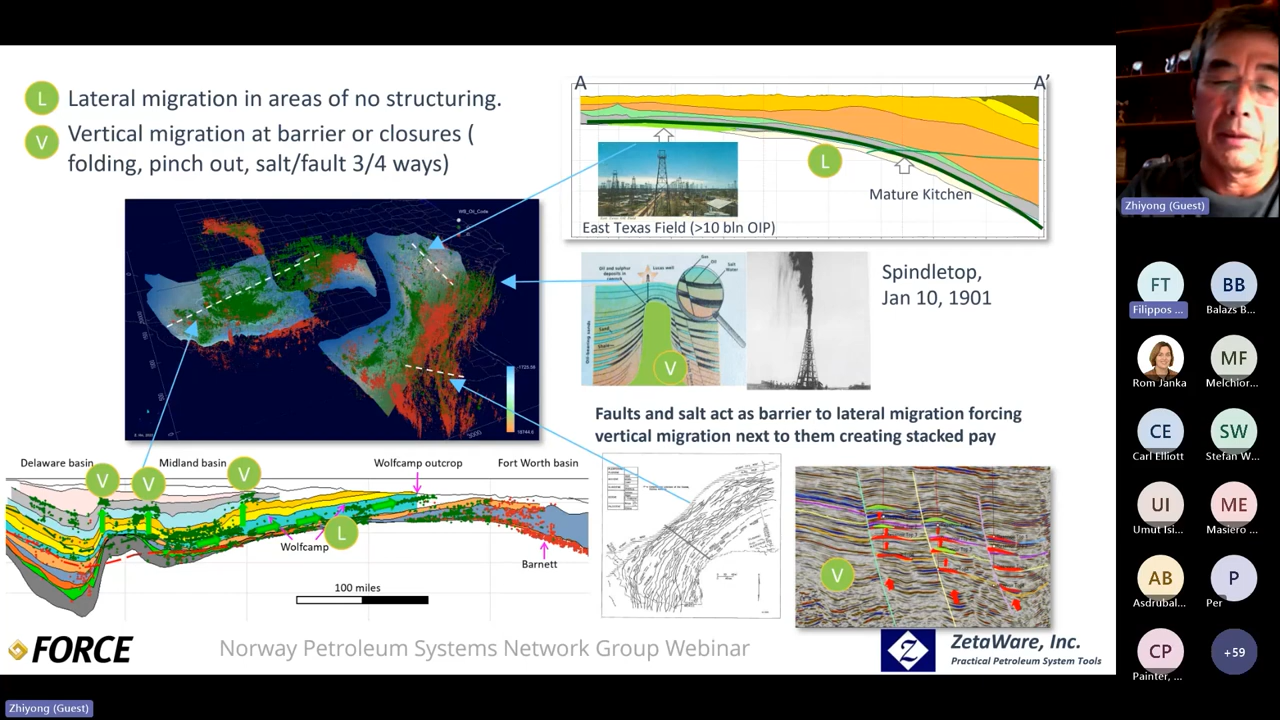 L Lateral migration in areas of no structuring.
V Vertical migration at barrier or closures (
folding, pinch out, salt/fault 3/4 ways)
A
A'
L
Mature Kitchen
East Texas Field (>10 bln OIP)
Spindletop,
Jan 10, 1901
V
Faults and salt act as barrier to lateral migration forcing
vertical migration next to them creating stacked pay
Delaware basin
Midland basin
Wolfcamp outcrop
Fort Worth basin
V
V
V
L
Wolfcamp
Barnett
100 miles
V
FORCE
Norway Petroleum Systems Network Group Webinar
Z
ZetaWare, Inc.
Practical Petroleum System Tools
Zhiyong (Guest)
FT
Filippos ...
BB
Balazs B...
Rom Janka
MF
Melchior...
CE
Carl Elliott
SW
Stefan W...
UI
Umut Isi...
ME
Masiero ...
AB
Asdrubal...
P
Per
CP
Painter, ...
+59
Zhiyong (Guest)